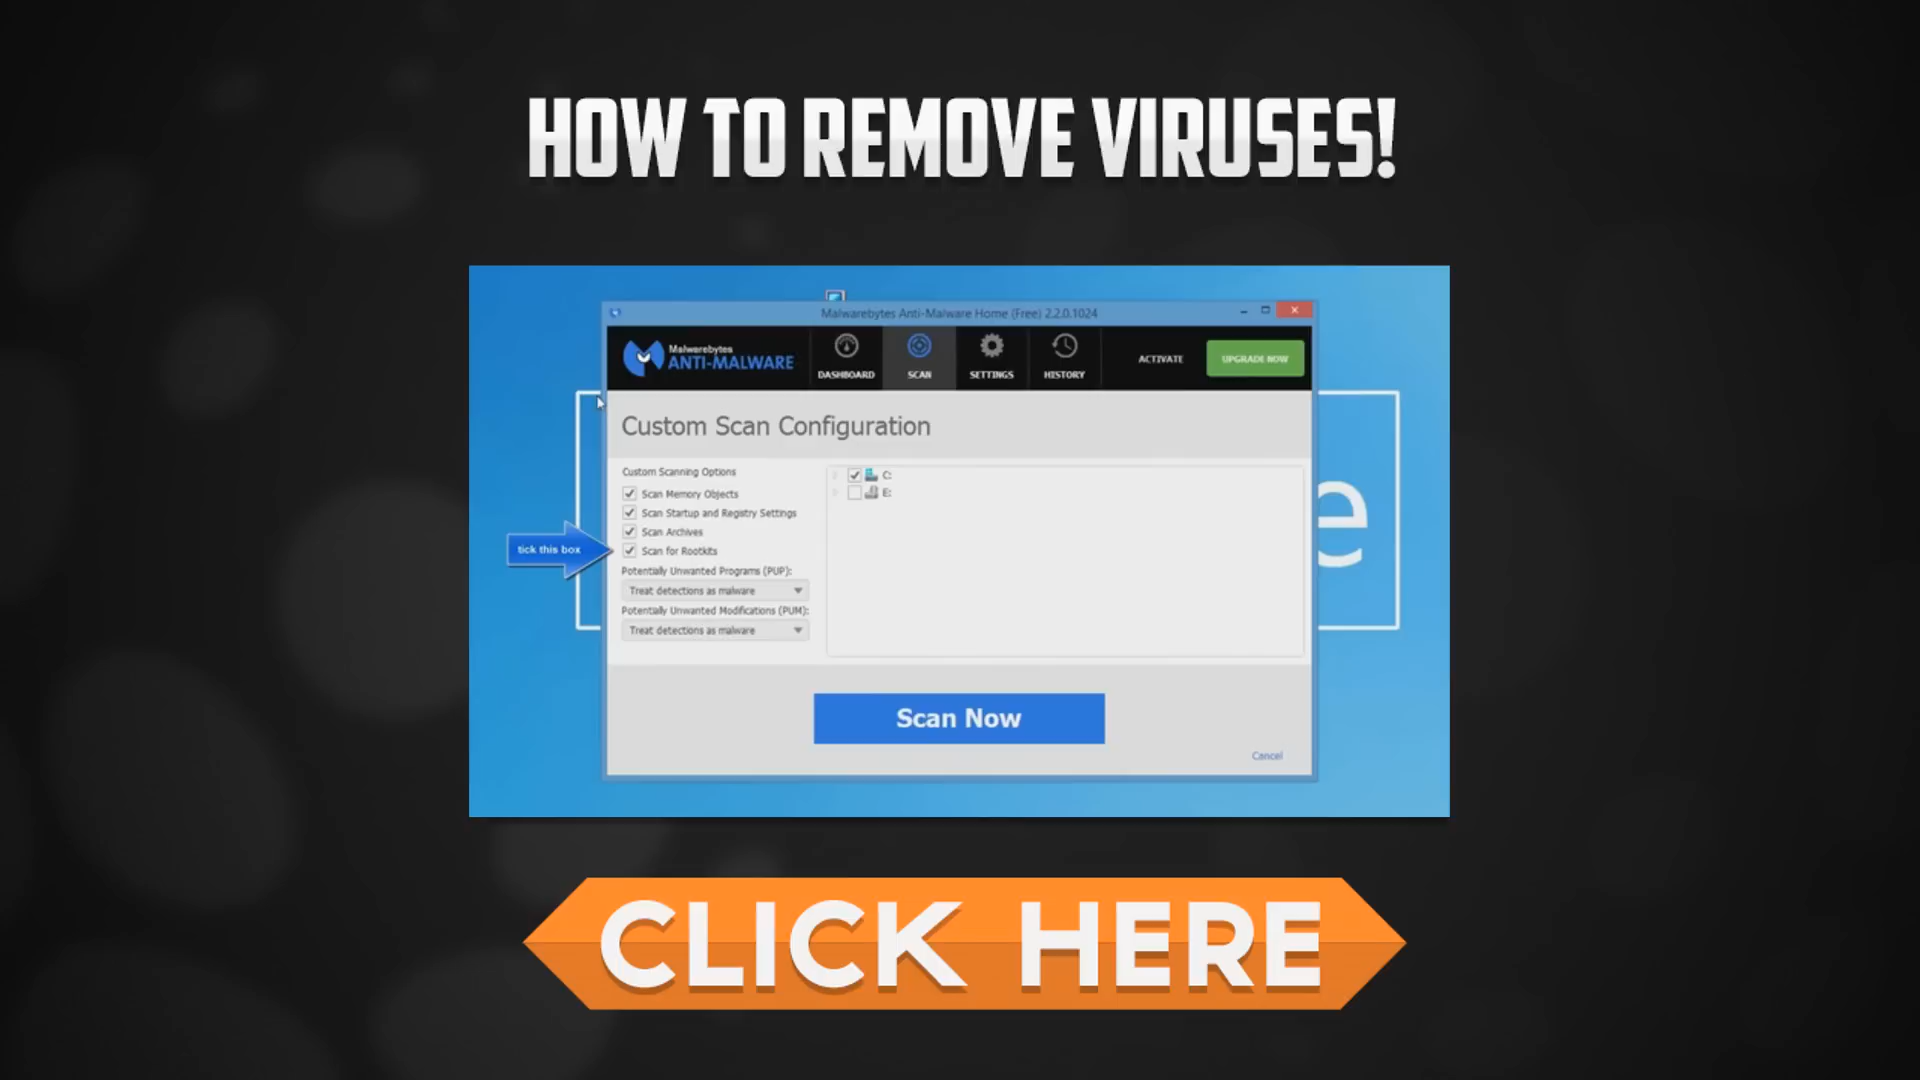 HOW TO REMOVE VIRUSES!
Malwarebytes Anti-Malware Home (Free) 2.2.0.1024
Malwarebytes
ANTI-MALWARE
DASHBOARD
SCAN
SETTINGS
HISTORY
ACTIVATE
UPGRADE NOW
Custom Scan Configuration
Custom Scanning Options
Scan Memory Objects
Scan Startup and Registry Settings
Scan Archives
tick this box
Scan for Rootkits
Potentially Unwanted Programs (PUP):
Treat detections as malware
Potentially Unwanted Modifications (PUM):
Treat detections as malware
C:
E:
e
Scan Now
Cancel
CLICK HERE